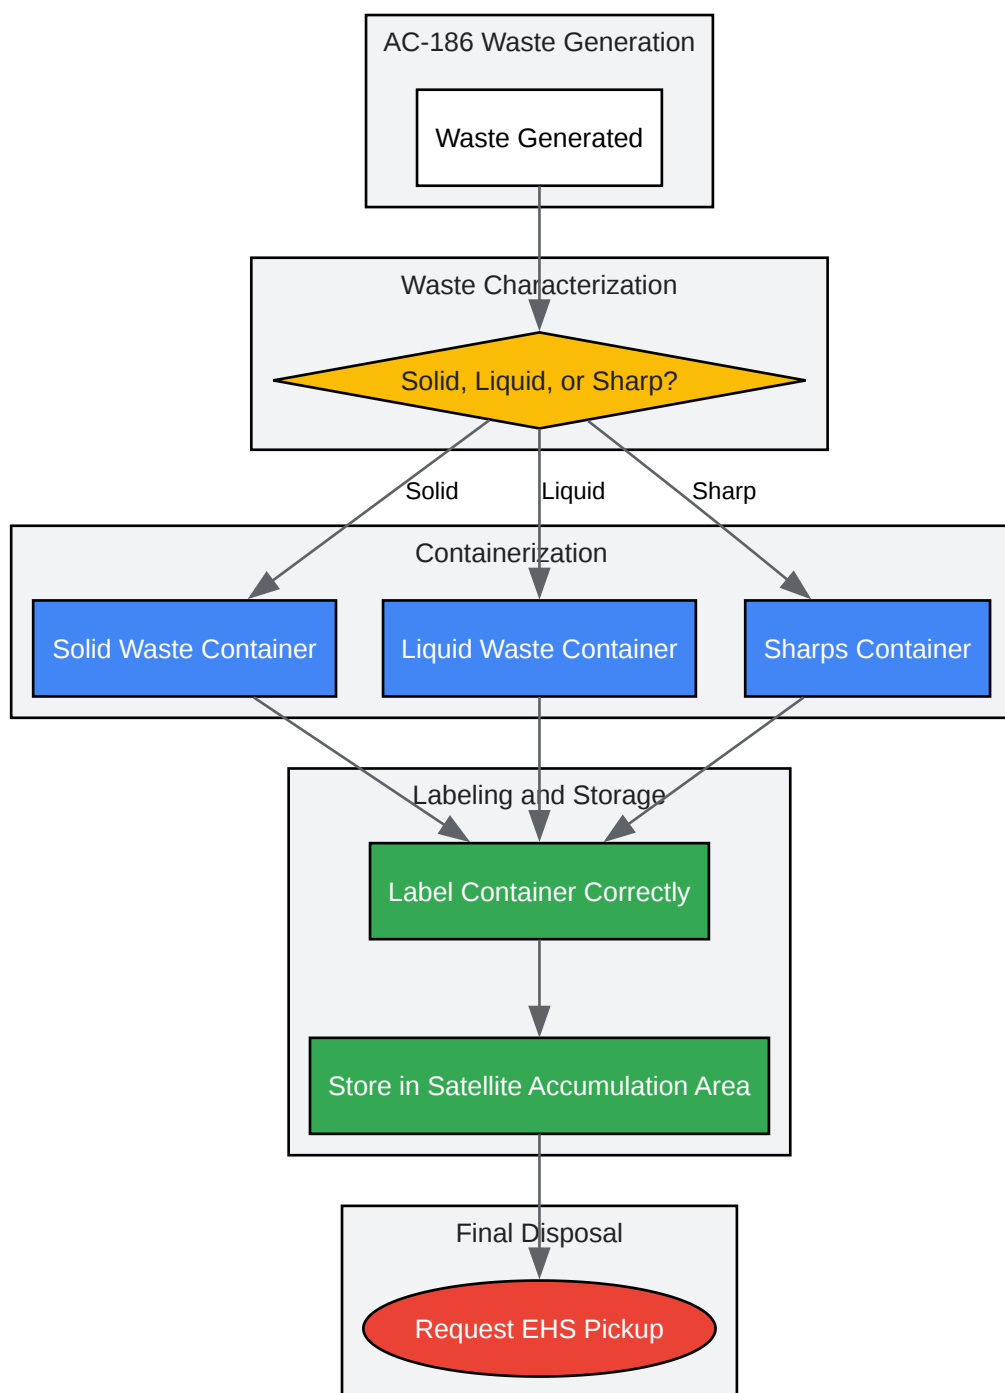 AC-186 Waste Generation
Waste Generated
Waste Characterization
Solid, Liquid, or Sharp?
Solid
Liquid
Sharp
Containerization
Solid Waste Container
Liquid Waste Container
Sharps Container
Labeling and Storage
Label Container Correctly
Store in Satellite Accumulation Area
Final Disposal
Request EHS Pickup